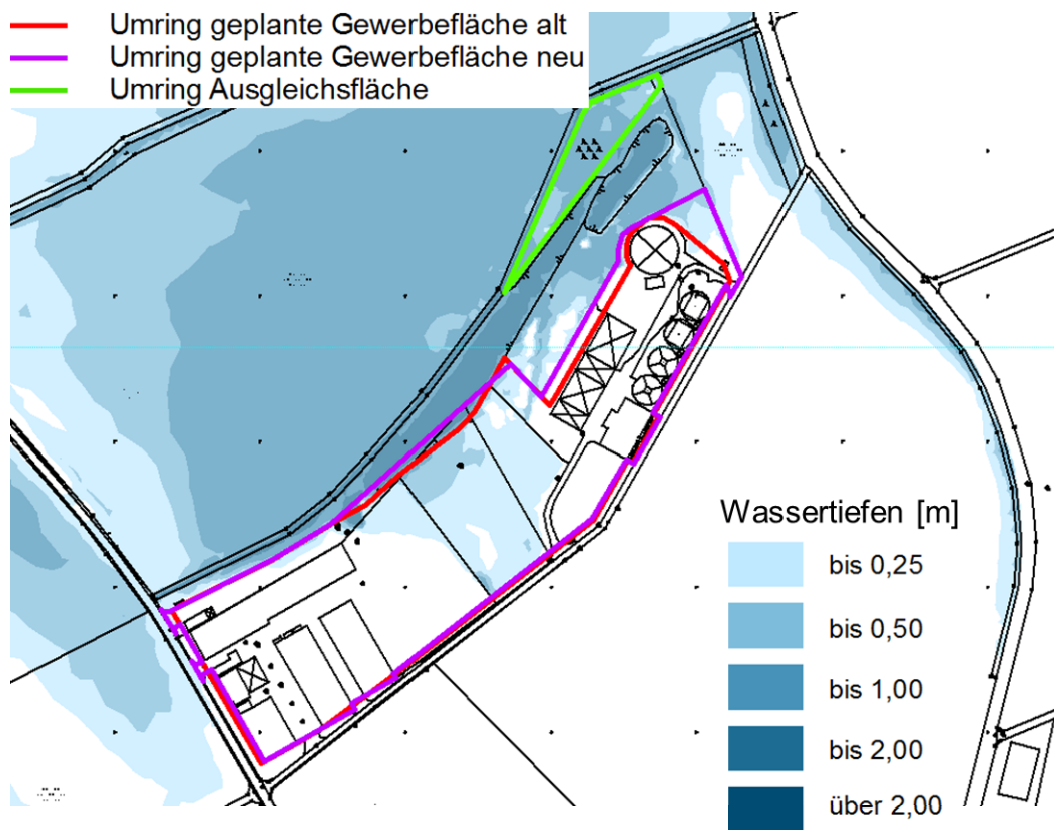 Umring geplante Gewerbefläche alt
Umring geplante Gewerbefläche neu
Umring Ausgleichsfläche
Wassertiefen [m]
bis 0,25
bis 0,50
bis 1,00
bis 2,00
über 2,00